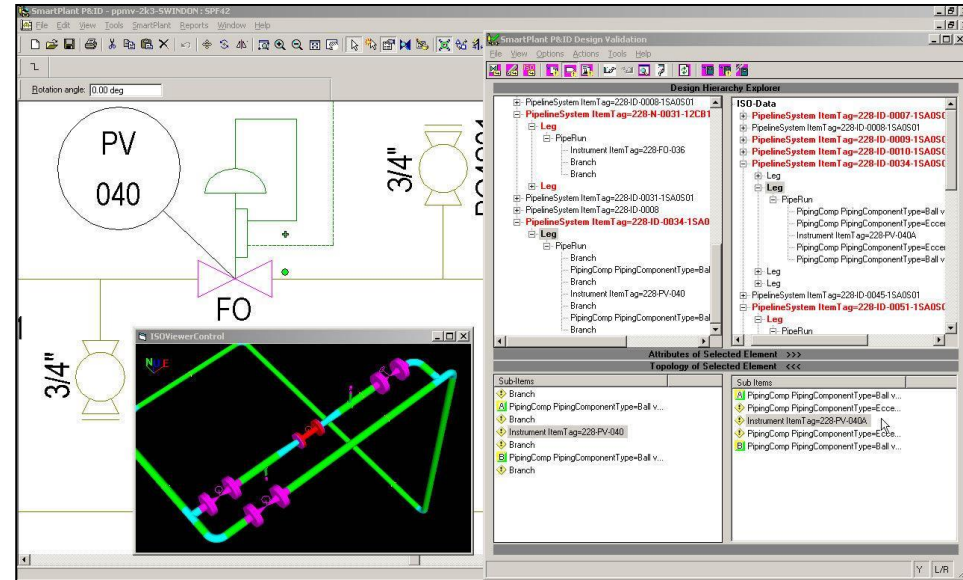 SmartPlant P&ID - ppmv-2k3-SWINDON: SPF42
File Edit View Tools SmartPlant Reports Window Help
Rotation angle: 0.00 deg
PV
040
3/4"
FO
3/4"
ISOViewerControl
N E
SmartPlant P&ID Design Validation
File View Options Actions Tools Help
Design Hierarchy Explorer
PipelineSystem ItemTag=228-ID-0008-1SA0S01
PipelineSystem ItemTag=228-N-0031-12CB1
Leg
PipeRun
Instrument ItemTag=228-FO-036
Branch
Branch
Leg
PipelineSystem ItemTag=228-ID-0031-1SA0S01
PipelineSystem ItemTag=228-ID-0008
PipelineSystem ItemTag=228-ID-0034-1SA0
Leg
PipeRun
Branch
PipingComp PipingComponentType=Bal
Branch
Instrument ItemTag=228-PV-040
Branch
PipingComp PipingComponentType=Bal
Branch
ISO-Data
PipelineSystem ItemTag=228-ID-0007-1SA0S0
PipelineSystem ItemTag=228-ID-0008-1SA0S01
PipelineSystem ItemTag=228-ID-0009-1SA0S0
PipelineSystem ItemTag=228-ID-0010-1SA0S0
PipelineSystem ItemTag=228-ID-0034-1SA0S0
Leg
Leg
PipeRun
PipingComp PipingComponentType=Ball v
PipingComp PipingComponentType=Eccer
Instrument ItemTag=228-PV-040A
PipingComp PipingComponentType=Eccer
PipingComp PipingComponentType=Ball v
Leg
Leg
PipelineSystem ItemTag=228-ID-0045-1SA0S01
PipelineSystem ItemTag=228-ID-0051-1SA0S0
Leg
PipeRun
Attributes of Selected Element >>>
Topology of Selected Element <<<
Sub-Items
Branch
A PipingComp PipingComponentType=Ball v...
Branch
Instrument ItemTag=228-PV-040
Branch
B PipingComp PipingComponentType=Ball v...
Branch
Sub Items
A PipingComp PipingComponentType=Ball v...
PipingComp PipingComponentType=Ecce...
Instrument ItemTag=228-PV-040A
PipingComp PipingComponentType=Ecce...
B PipingComp PipingComponentType=Ball v...
Y L/R